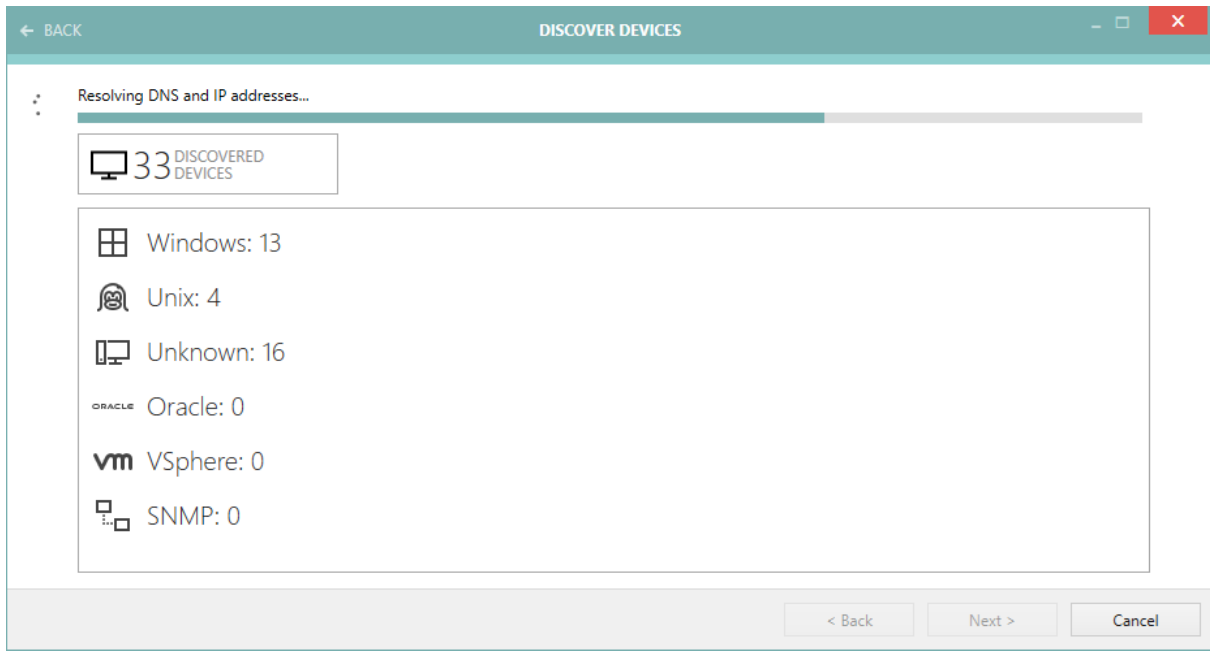 ← BACK
DISCOVER DEVICES
Resolving DNS and IP addresses...
33 DISCOVERED
DEVICES
Windows: 13
Unix: 4
Unknown: 16
ORACLE Oracle: 0
vm VSphere: 0
SNMP: 0
< Back
Next >
Cancel